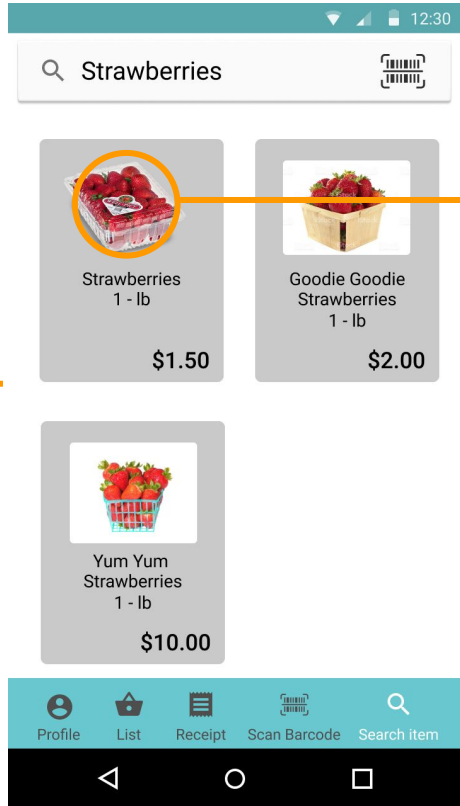 12:30
Strawberries
Strawberries
1 - lb
$1.50
Goodie Goodie
Strawberries
1 - lb
$2.00
Yum Yum
Strawberries
1 - lb
$10.00
Profile
List
Receipt
Scan Barcode
Search item